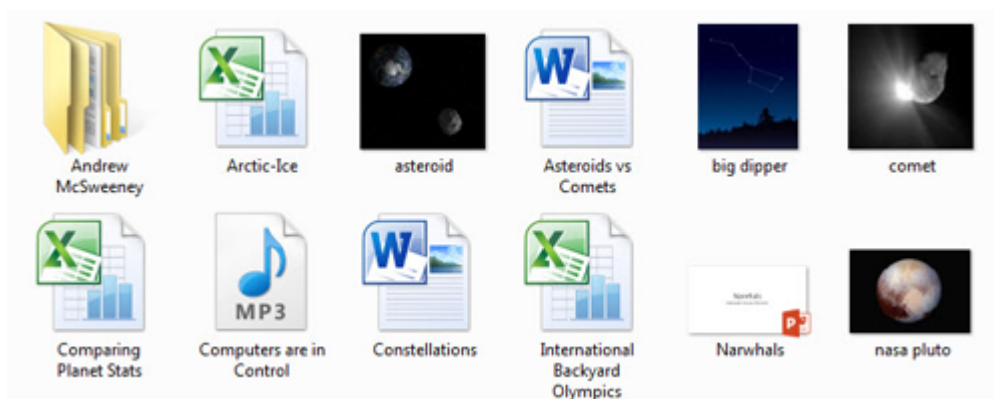 X
W
Andrew
McSweeney
Arctic-Ice
asteroid
Asteroids vs
Comets
big dipper
comet
X
MP3
W
X
Narwhals
P
Comparing
Planet Stats
Computers are in
Control
Constellations
International
Backyard
Olympics
Narwhals
nasa pluto